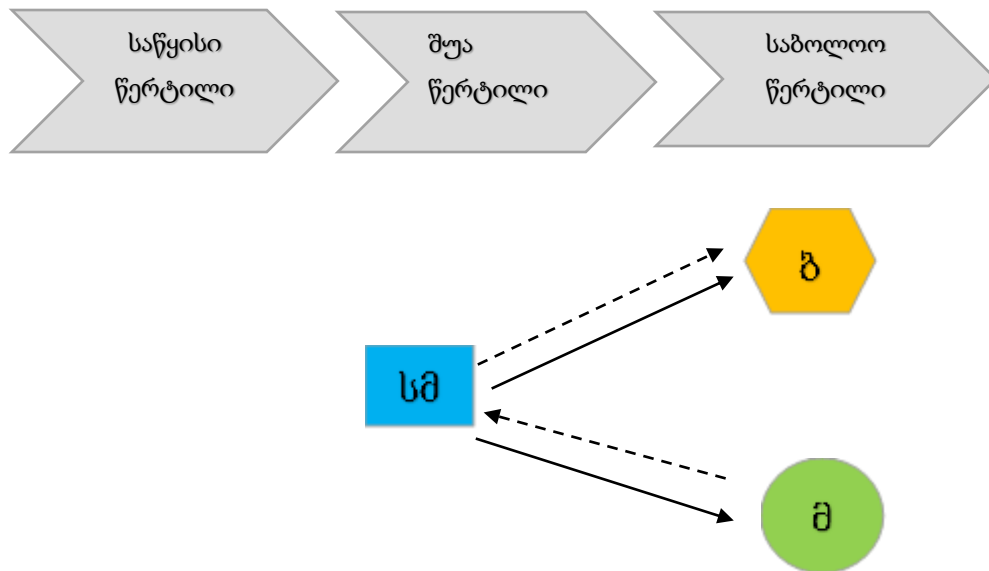 საწყისი
წერტილი
შუა
წერტილი
საბოლოო
წერტილი
ბ
სმ
მ